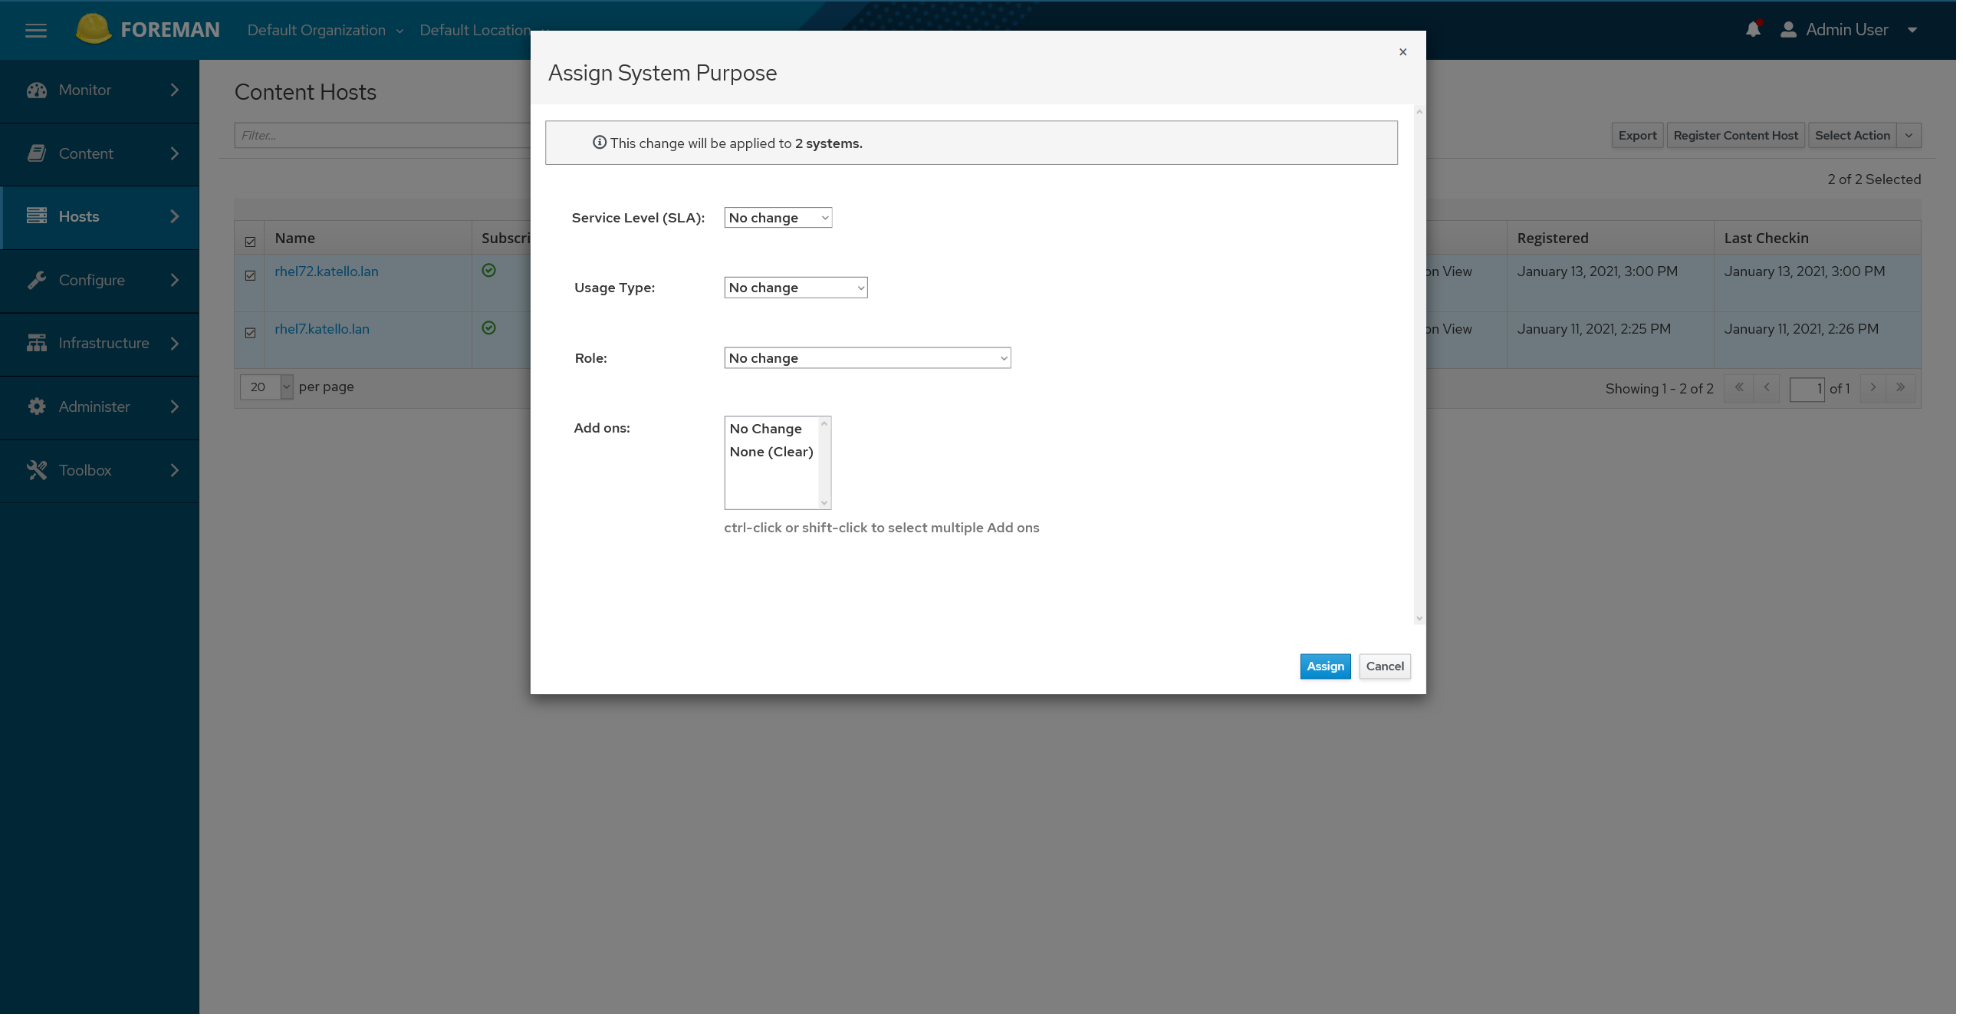 FOREMAN Default Organization Default Location Admin User
Monitor
Content
Hosts
Configure
Infrastructure
Administer
Toolbox
Content Hosts
Filter...
Export Register Content Host Select Action
2 of 2 Selected
Name Subscri Registered Last Checkin
rhel72.katello.lan on View January 13, 2021, 3:00 PM January 13, 2021, 3:00 PM
rhel7.katello.lan on View January 11, 2021, 2:25 PM January 11, 2021, 2:26 PM
20 per page Showing 1 - 2 of 2 « < 1 of 1 > »
×
Assign System Purpose
This change will be applied to 2 systems.
Service Level (SLA): No change
Usage Type: No change
Role: No change
Add ons: No Change
None (Clear)
ctrl-click or shift-click to select multiple Add ons
Assign Cancel